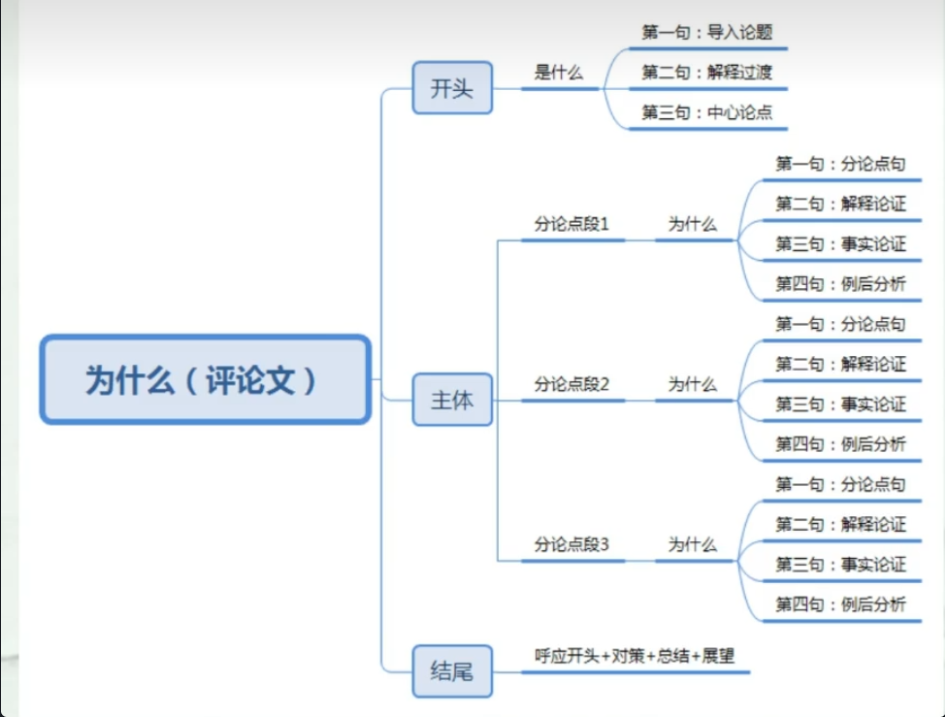 第一句：导入论题
是什么
第二句：解释过渡
开头
第三句：中心论点
第一句：分论点句
第二句：解释论证
分论点段1
为什么
第三句：事实论证
第四句：例后分析
第一句：分论点句
第二句：解释论证
为什么（评论文）
主体
分论点段2
为什么
第三句：事实论证
第四句：例后分析
第一句：分论点句
第二句：解释论证
分论点段3
为什么
第三句：事实论证
第四句：例后分析
结尾
呼应开头+对策+总结+展望